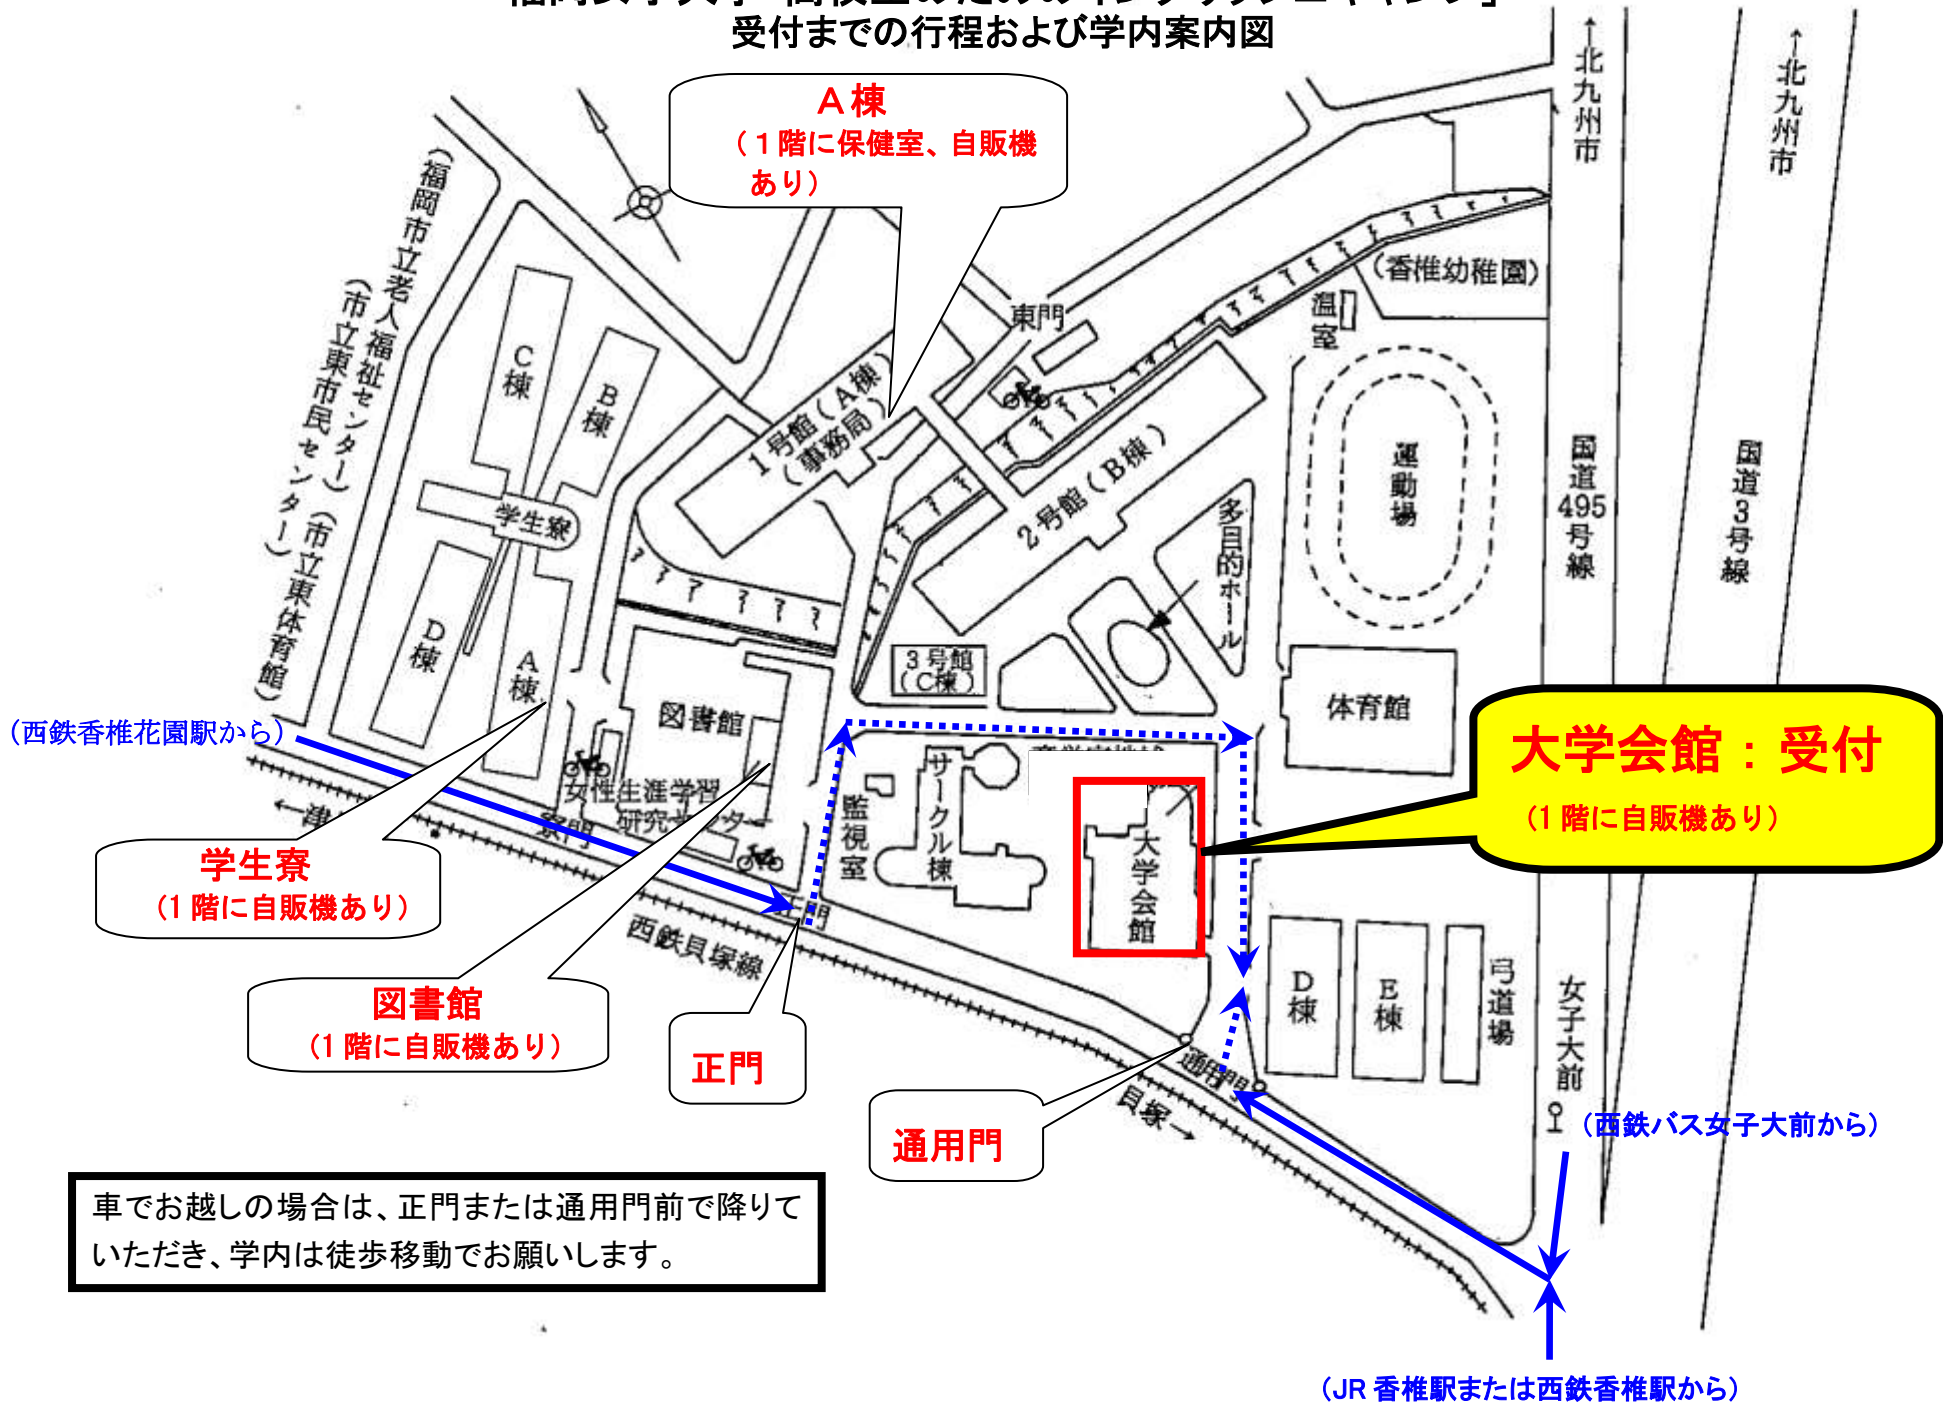 受付までの行程および学内案内図
A棟
(1階に保健室、自販機
あり)
↑北九州市
↑北九州市
(福岡市立老人福祉センター)
(市立東市民センター)
(市立東体育館)
C棟
B棟
学生寮
D棟
A棟
東門
1号館(A棟)
(事務局)
2号館(B棟)
(香椎幼稚園)
温室
運動場
国道495号線
国道3号線
多目的ホール
3号館
(C棟)
図書館
体育館
(西鉄香椎花園駅から)
大学会館:受付
(1階に自販機あり)
女性生涯学習
研究センター
寮門
←津
監視室
サークル棟
大学会館
学生寮
(1階に自販機あり)
正門
西鉄貝塚線
図書館
(1階に自販機あり)
正門
D棟
E棟
弓道場
女子大前
通用門
貝塚→
通用門
(西鉄バス女子大前から)
車でお越しの場合は、正門または通用門前で降りて
いただき、学内は徒歩移動でお願いします。
(JR香椎駅または西鉄香椎駅から)